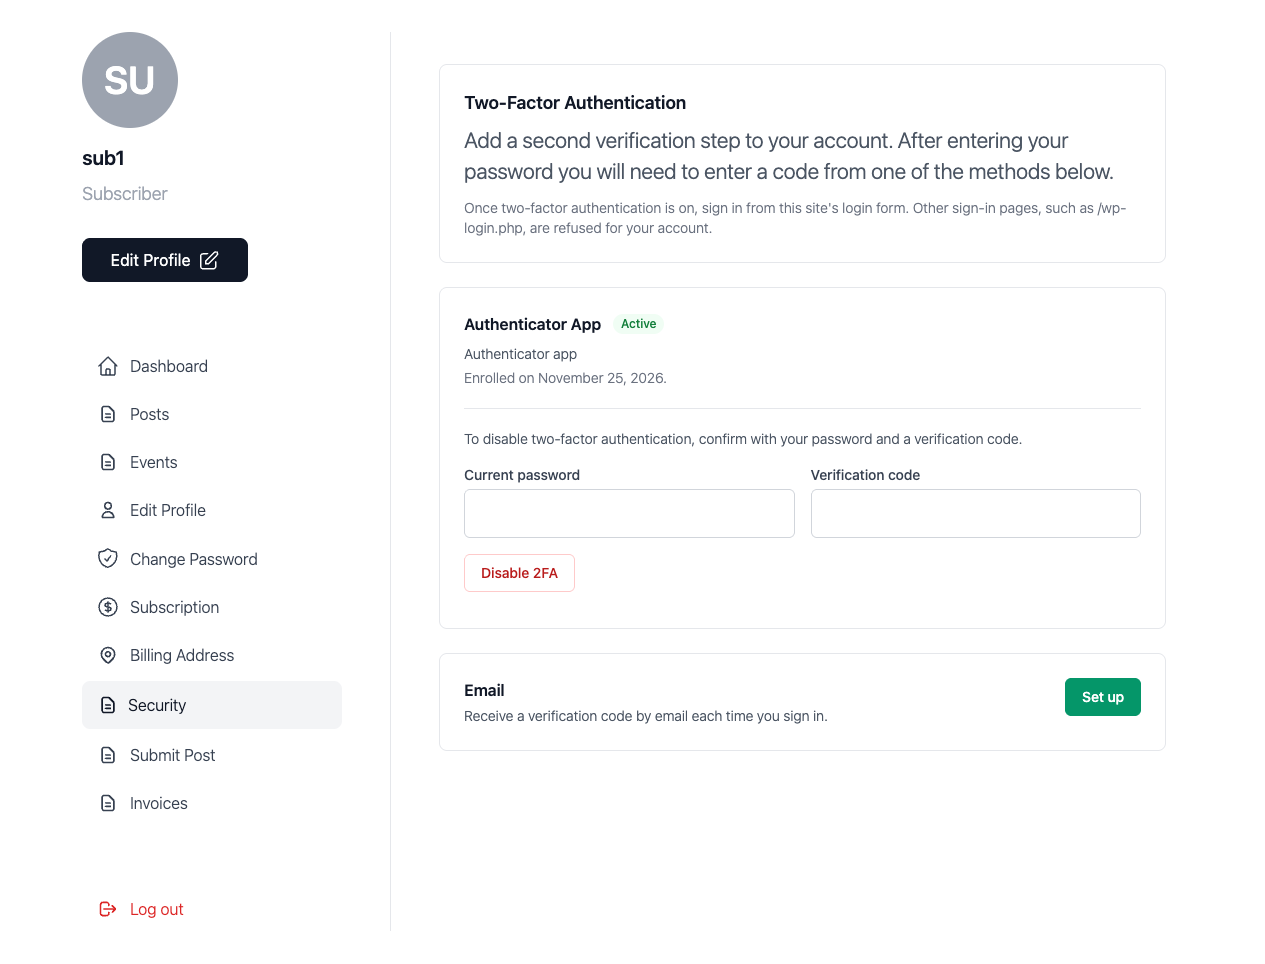 SU
sub1
Subscriber
Edit Profile
Dashboard
Posts
Events
Edit Profile
Change Password
Subscription
Billing Address
Security
Submit Post
Invoices
Log out
Two-Factor Authentication
Add a second verification step to your account. After entering your
password you will need to enter a code from one of the methods below.
Once two-factor authentication is on, sign in from this site's login form. Other sign-in pages, such as /wp-
login.php, are refused for your account.
Authenticator App Active
Authenticator app
Enrolled on November 25, 2026.
To disable two-factor authentication, confirm with your password and a verification code.
Current password Verification code
Disable 2FA
Email
Receive a verification code by email each time you sign in.
Set up